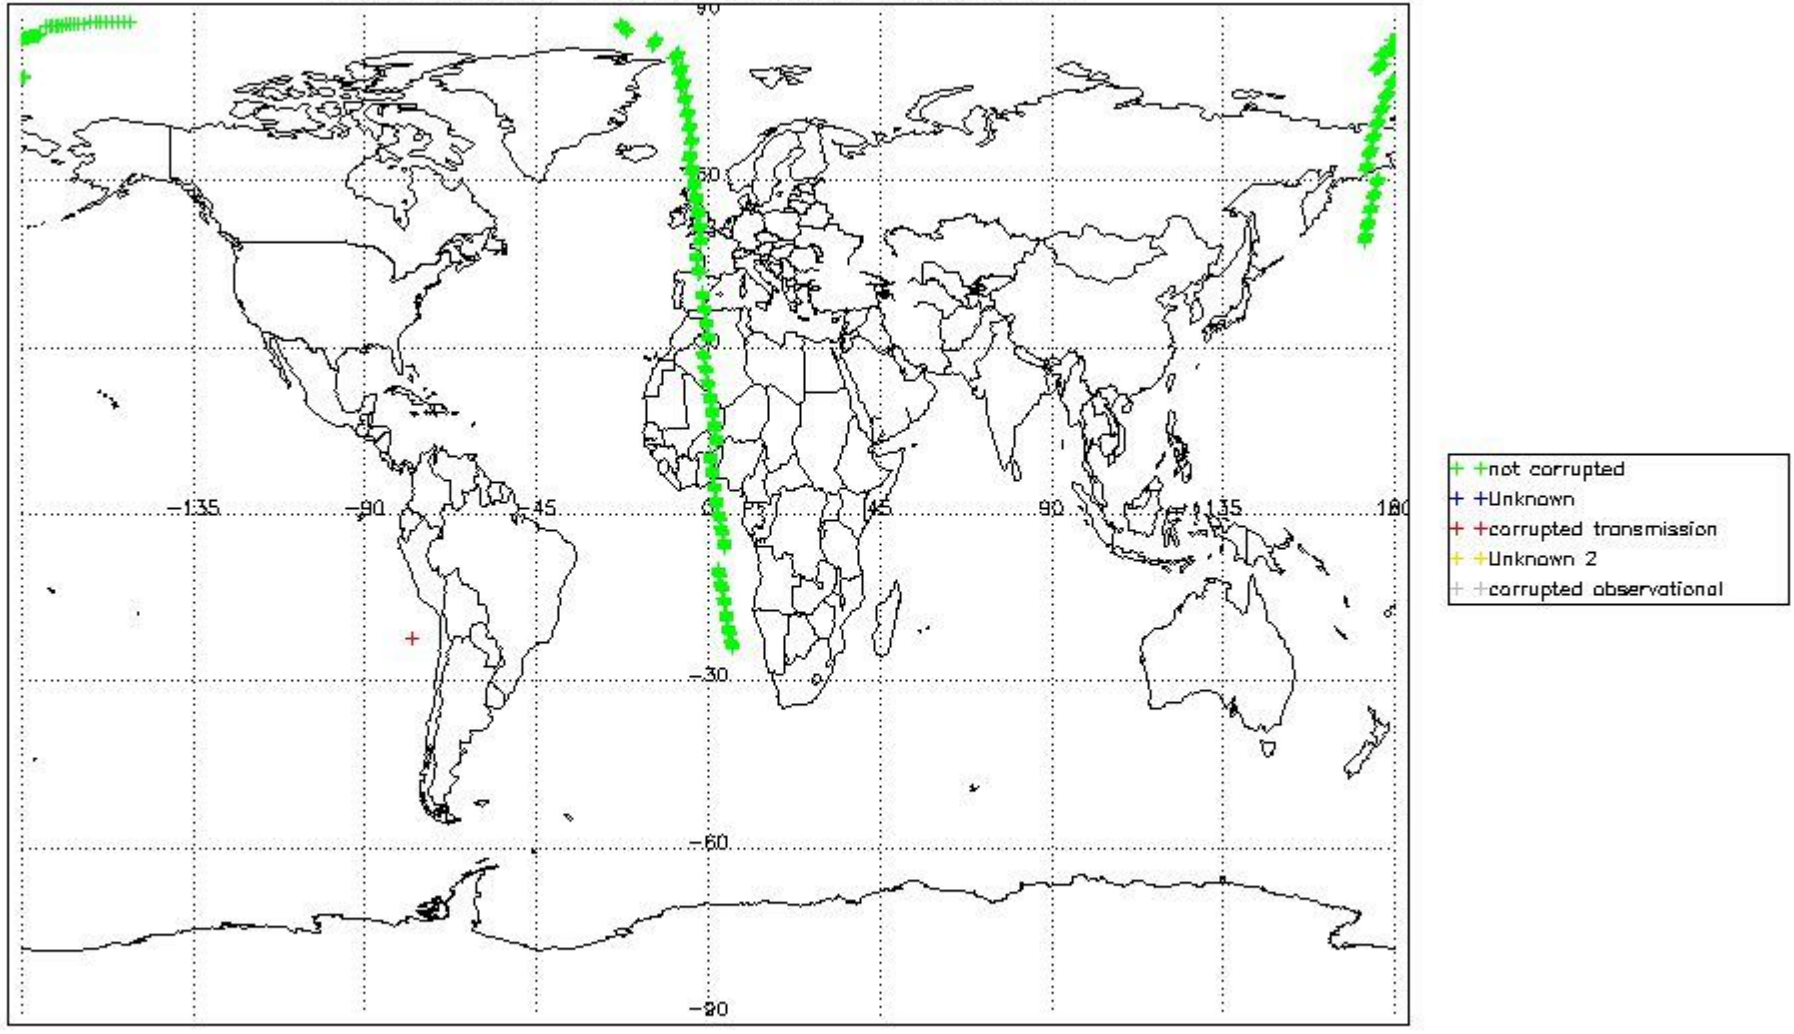 90
60
30
-135
-90
-45
0
45
90
135
180
-30
-60
-90
+ +not corrupted
+ +Unknown
+ +corrupted transmission
+ +Unknown 2
+ +corrupted observational